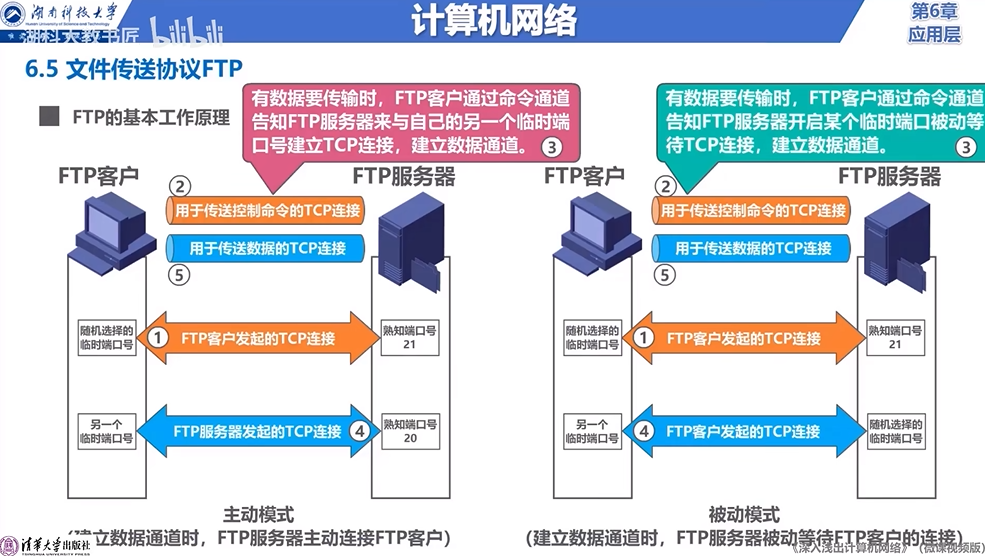 湖南科技大学
Hunan University of Science and Technology
湖科大教书匠 bilibili
计算机网络
第6章
应用层
6.5 文件传送协议FTP
FTP的基本工作原理
有数据要传输时，FTP客户通过命令通道
告知FTP服务器来与自己的另一个临时端
口号建立TCP连接，建立数据通道。 ③
FTP客户
FTP服务器
②
用于传送控制命令的TCP连接
用于传送数据的TCP连接
⑤
随机选择的
临时端口号
① FTP客户发起的TCP连接
熟知端口号
21
另一个
临时端口号
FTP服务器发起的TCP连接 ④
熟知端口号
20
主动模式
(建立数据通道时，FTP服务器主动连接FTP客户)
有数据要传输时，FTP客户通过命令通道
告知FTP服务器开启某个临时端口被动等
待TCP连接，建立数据通道。 ③
FTP客户
FTP服务器
②
用于传送控制命令的TCP连接
用于传送数据的TCP连接
⑤
随机选择的
临时端口号
① FTP客户发起的TCP连接
熟知端口号
21
另一个
临时端口号
④ FTP客户发起的TCP连接
随机选择的
临时端口号
被动模式
(建立数据通道时，FTP服务器被动等待FTP客户的连接)
清华大学出版社
TSINGHUA UNIVERSITY PRESS
《深入浅出计算机网络》（微课视频版）